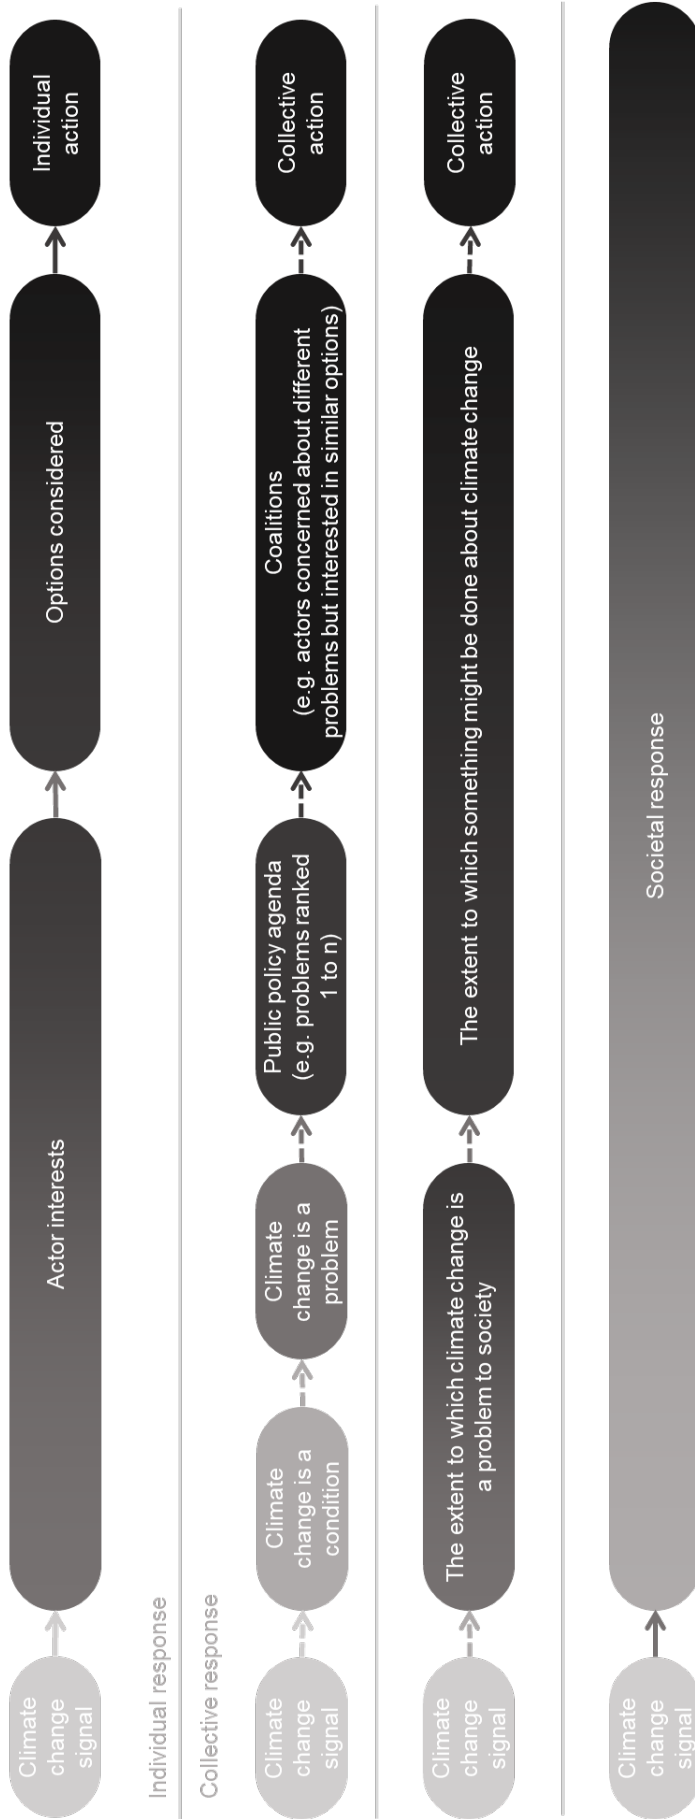 Climate
change
signal
Actor interests
Options considered
Individual
action
Individual response
Collective response
Climate
change
signal
Climate
change is a
condition
Climate
change is a
problem
Public policy agenda
(e.g. problems ranked
1 to n)
Coalitions
(e.g. actors concerned about different
problems but interested in similar options)
Collective
action
Climate
change
signal
The extent to which climate change is
a problem to society
The extent to which something might be done about climate change
Collective
action
Climate
change
signal
Societal response